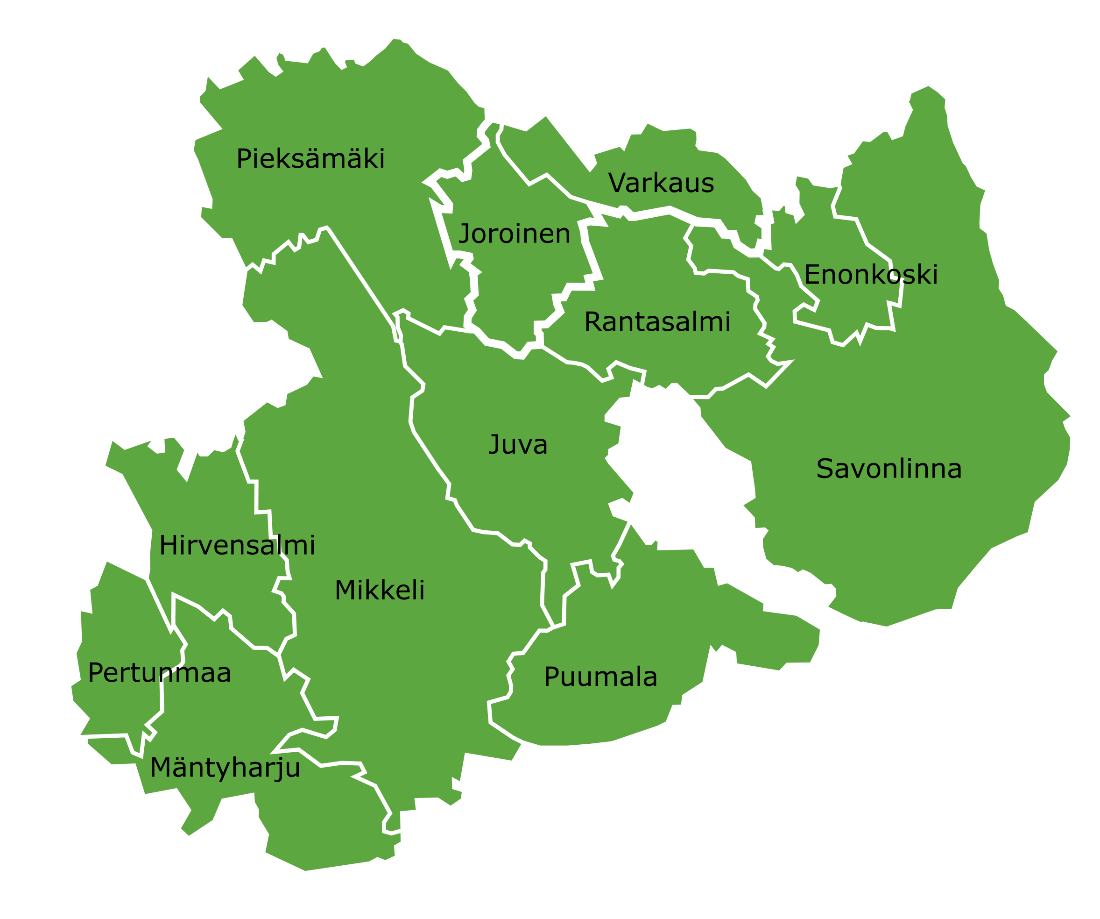 Pieksämäki
Varkaus
Joroinen
Enonkoski
Rantasalmi
Juva
Savonlinna
Hirvensalmi
Mikkeli
Pertunmaa
Puumala
Mäntyharju